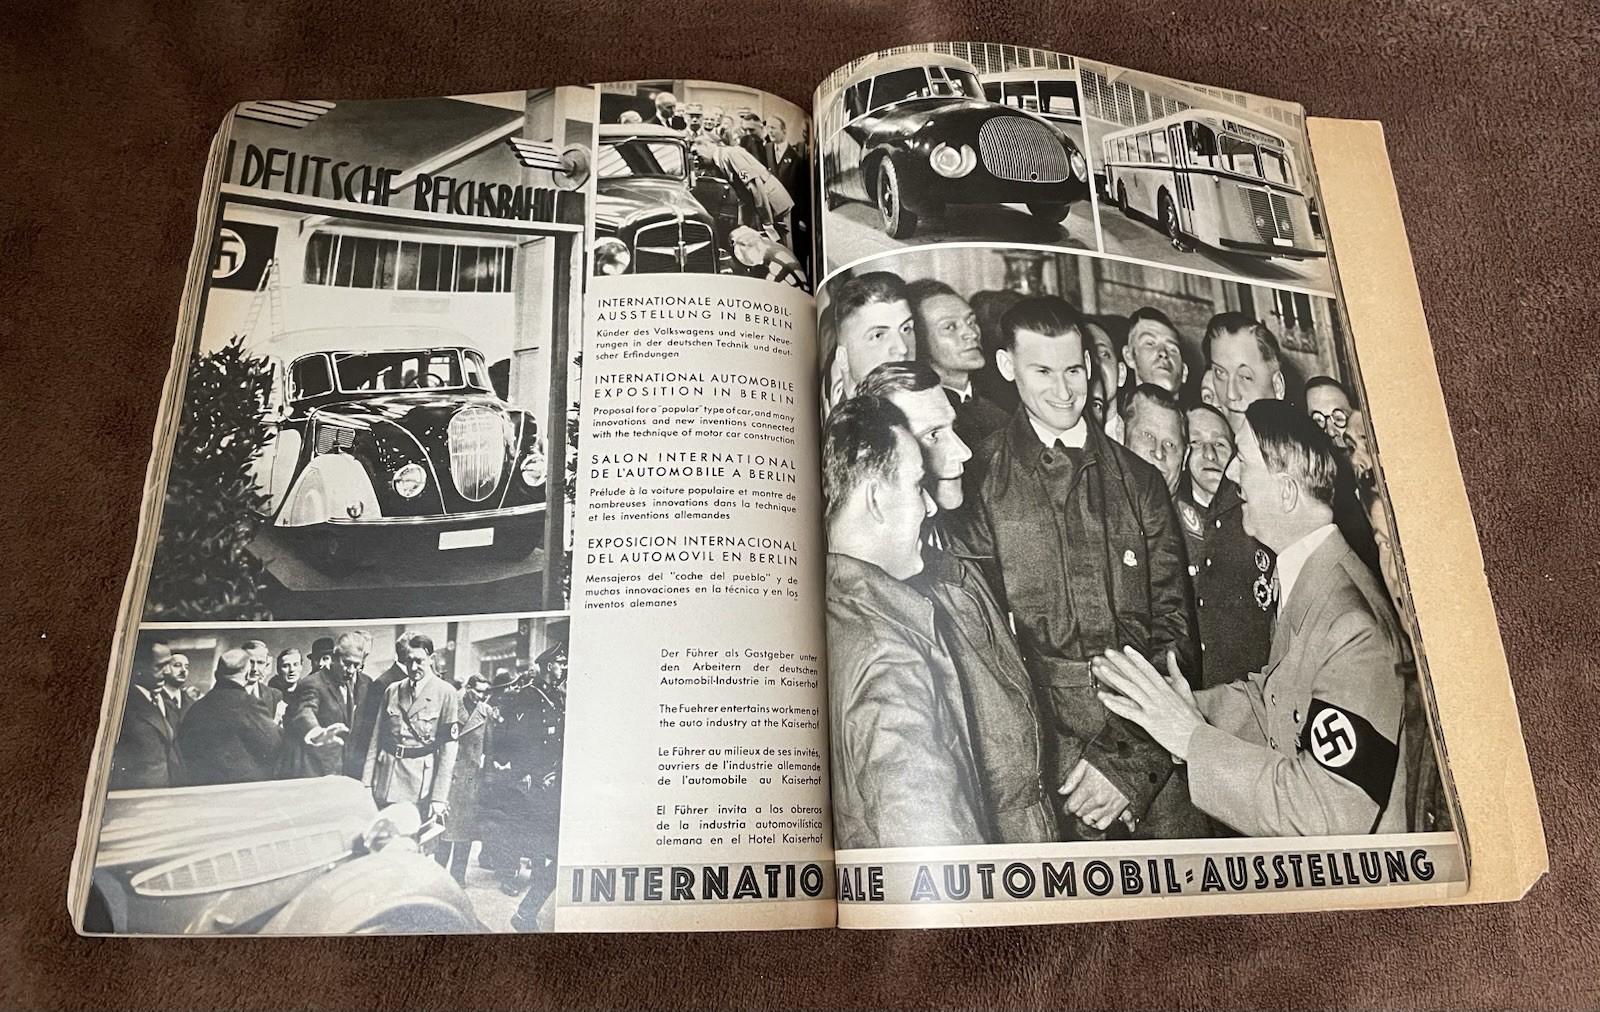 DEUTSCHE REICHSBAHN
INTERNATIONALE AUTOMOBIL-
AUSSTELLUNG IN BERLIN
Künder des Volkswagens und vieler Neue-
rungen in der deutschen Technik und deut-
scher Erfindungen
INTERNATIONAL AUTOMOBILE
EXPOSITION IN BERLIN
Proposal for a "popular" type of car, and many
innovations and new inventions connected
with the technique of motor car construction
SALON INTERNATIONAL
DE L'AUTOMOBILE A BERLIN
Prélude à la voiture populaire et montre de
nombreuses innovations dans la technique
et les inventions allemandes
EXPOSICION INTERNACIONAL
DEL AUTOMOVIL EN BERLIN
Mensajeros del "coche del pueblo" y de
muchas innovaciones en la técnica y en los
inventos alemanes
Der Führer als Gastgeber unter
den Arbeitern der deutschen
Automobil-Industrie im Kaiserhof
The Fuehrer entertains workmen of
the auto industry at the Kaiserhof
Le Führer au milieu de ses invités,
ouvriers de l'industrie allemande
de l'automobile au Kaiserhof
El Führer invita a los obreros
de la industria automovilística
alemana en el Hotel Kaiserhof
INTERNATIONALE AUTOMOBIL-AUSSTELLUNG